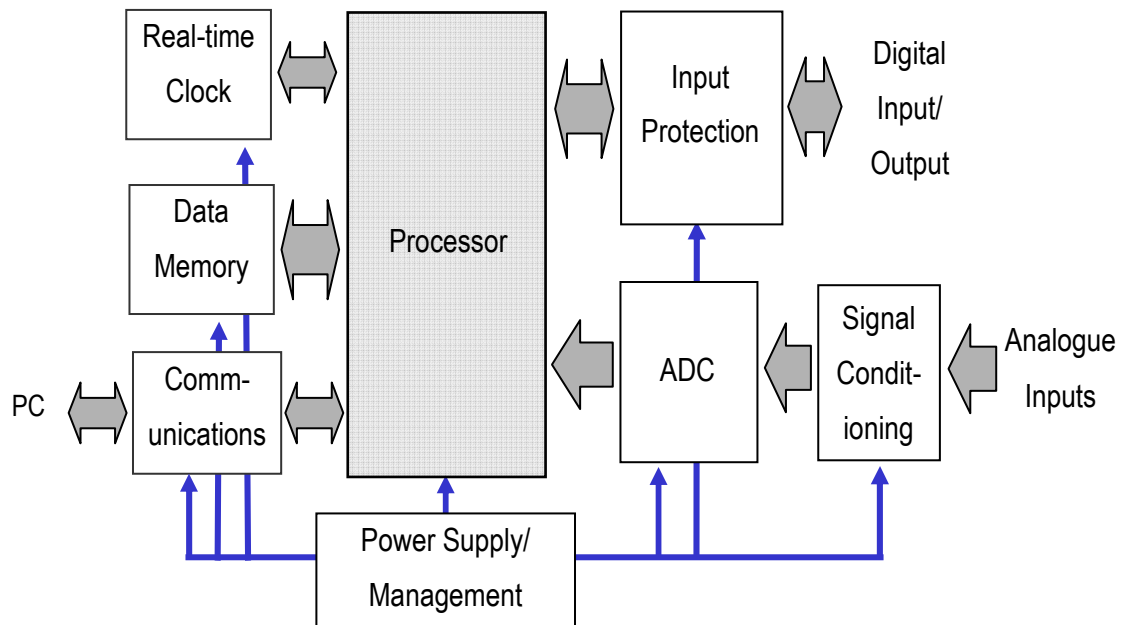 Real-time
Clock
Input
Protection
Digital
Input/
Output
Data
Memory
Processor
PC
Comm-
unications
ADC
Signal
Condit-
ioning
Analogue
Inputs
Power Supply/
Management